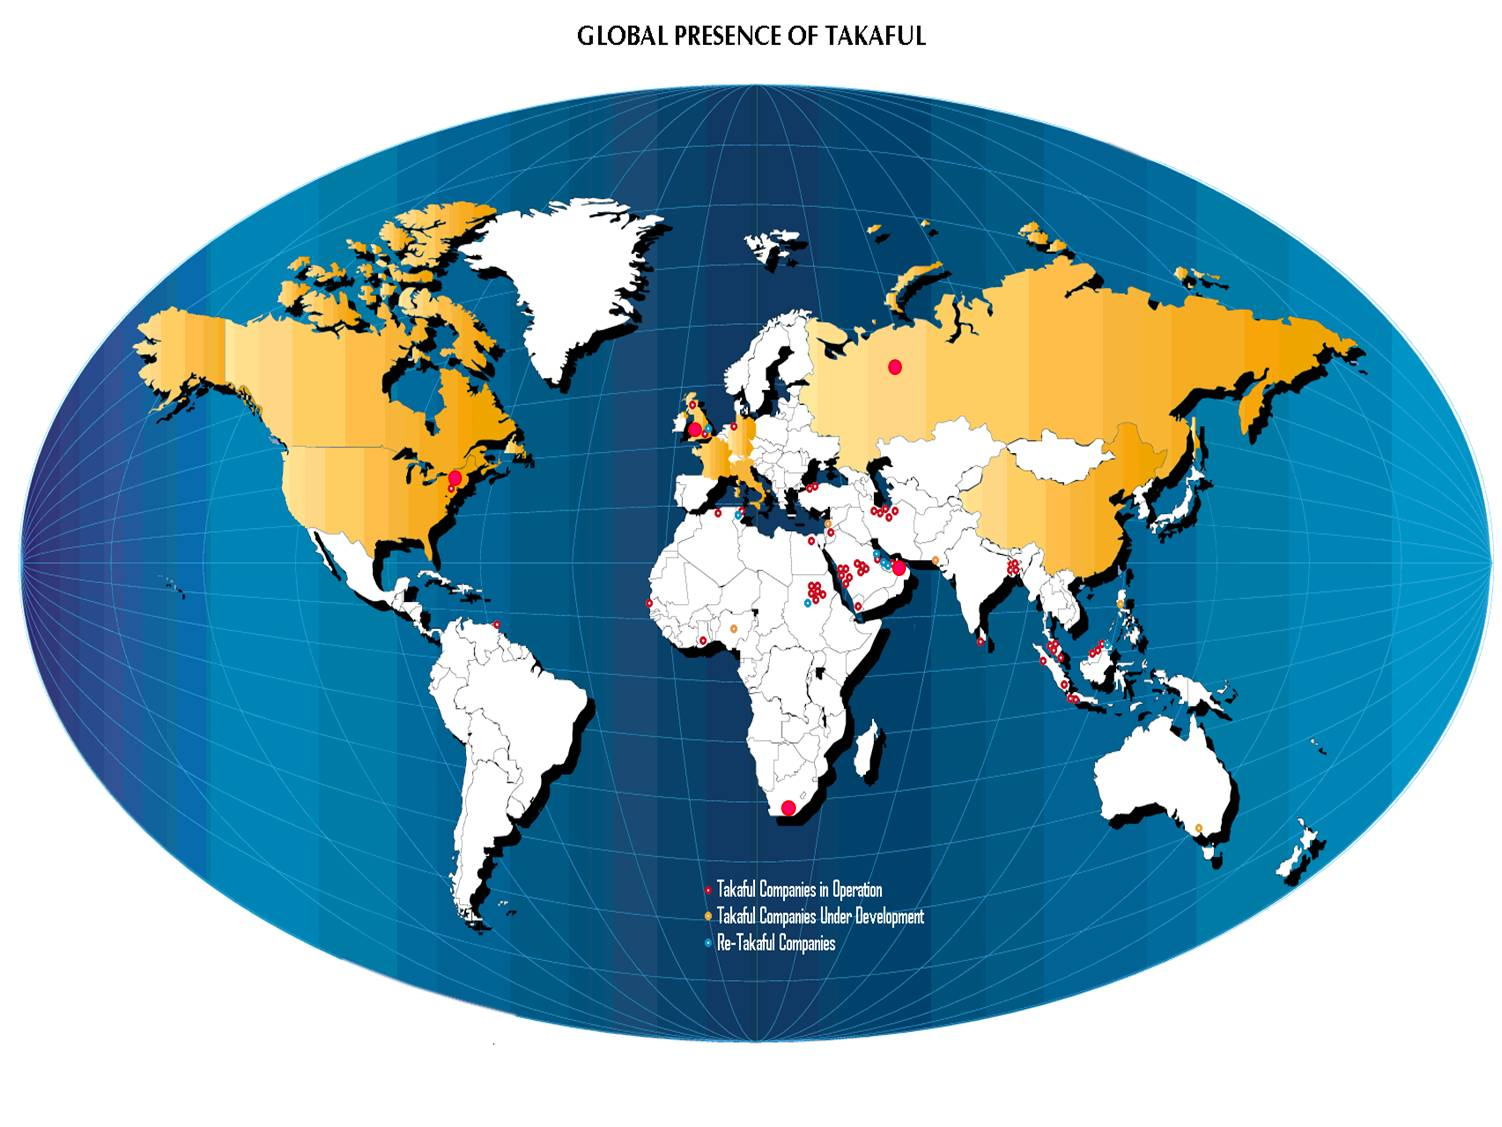 GLOBAL PRESENCE OF TAKAFUL
Takaful Companies in Operation
Takaful Companies Under Development
Re-Takaful Companies